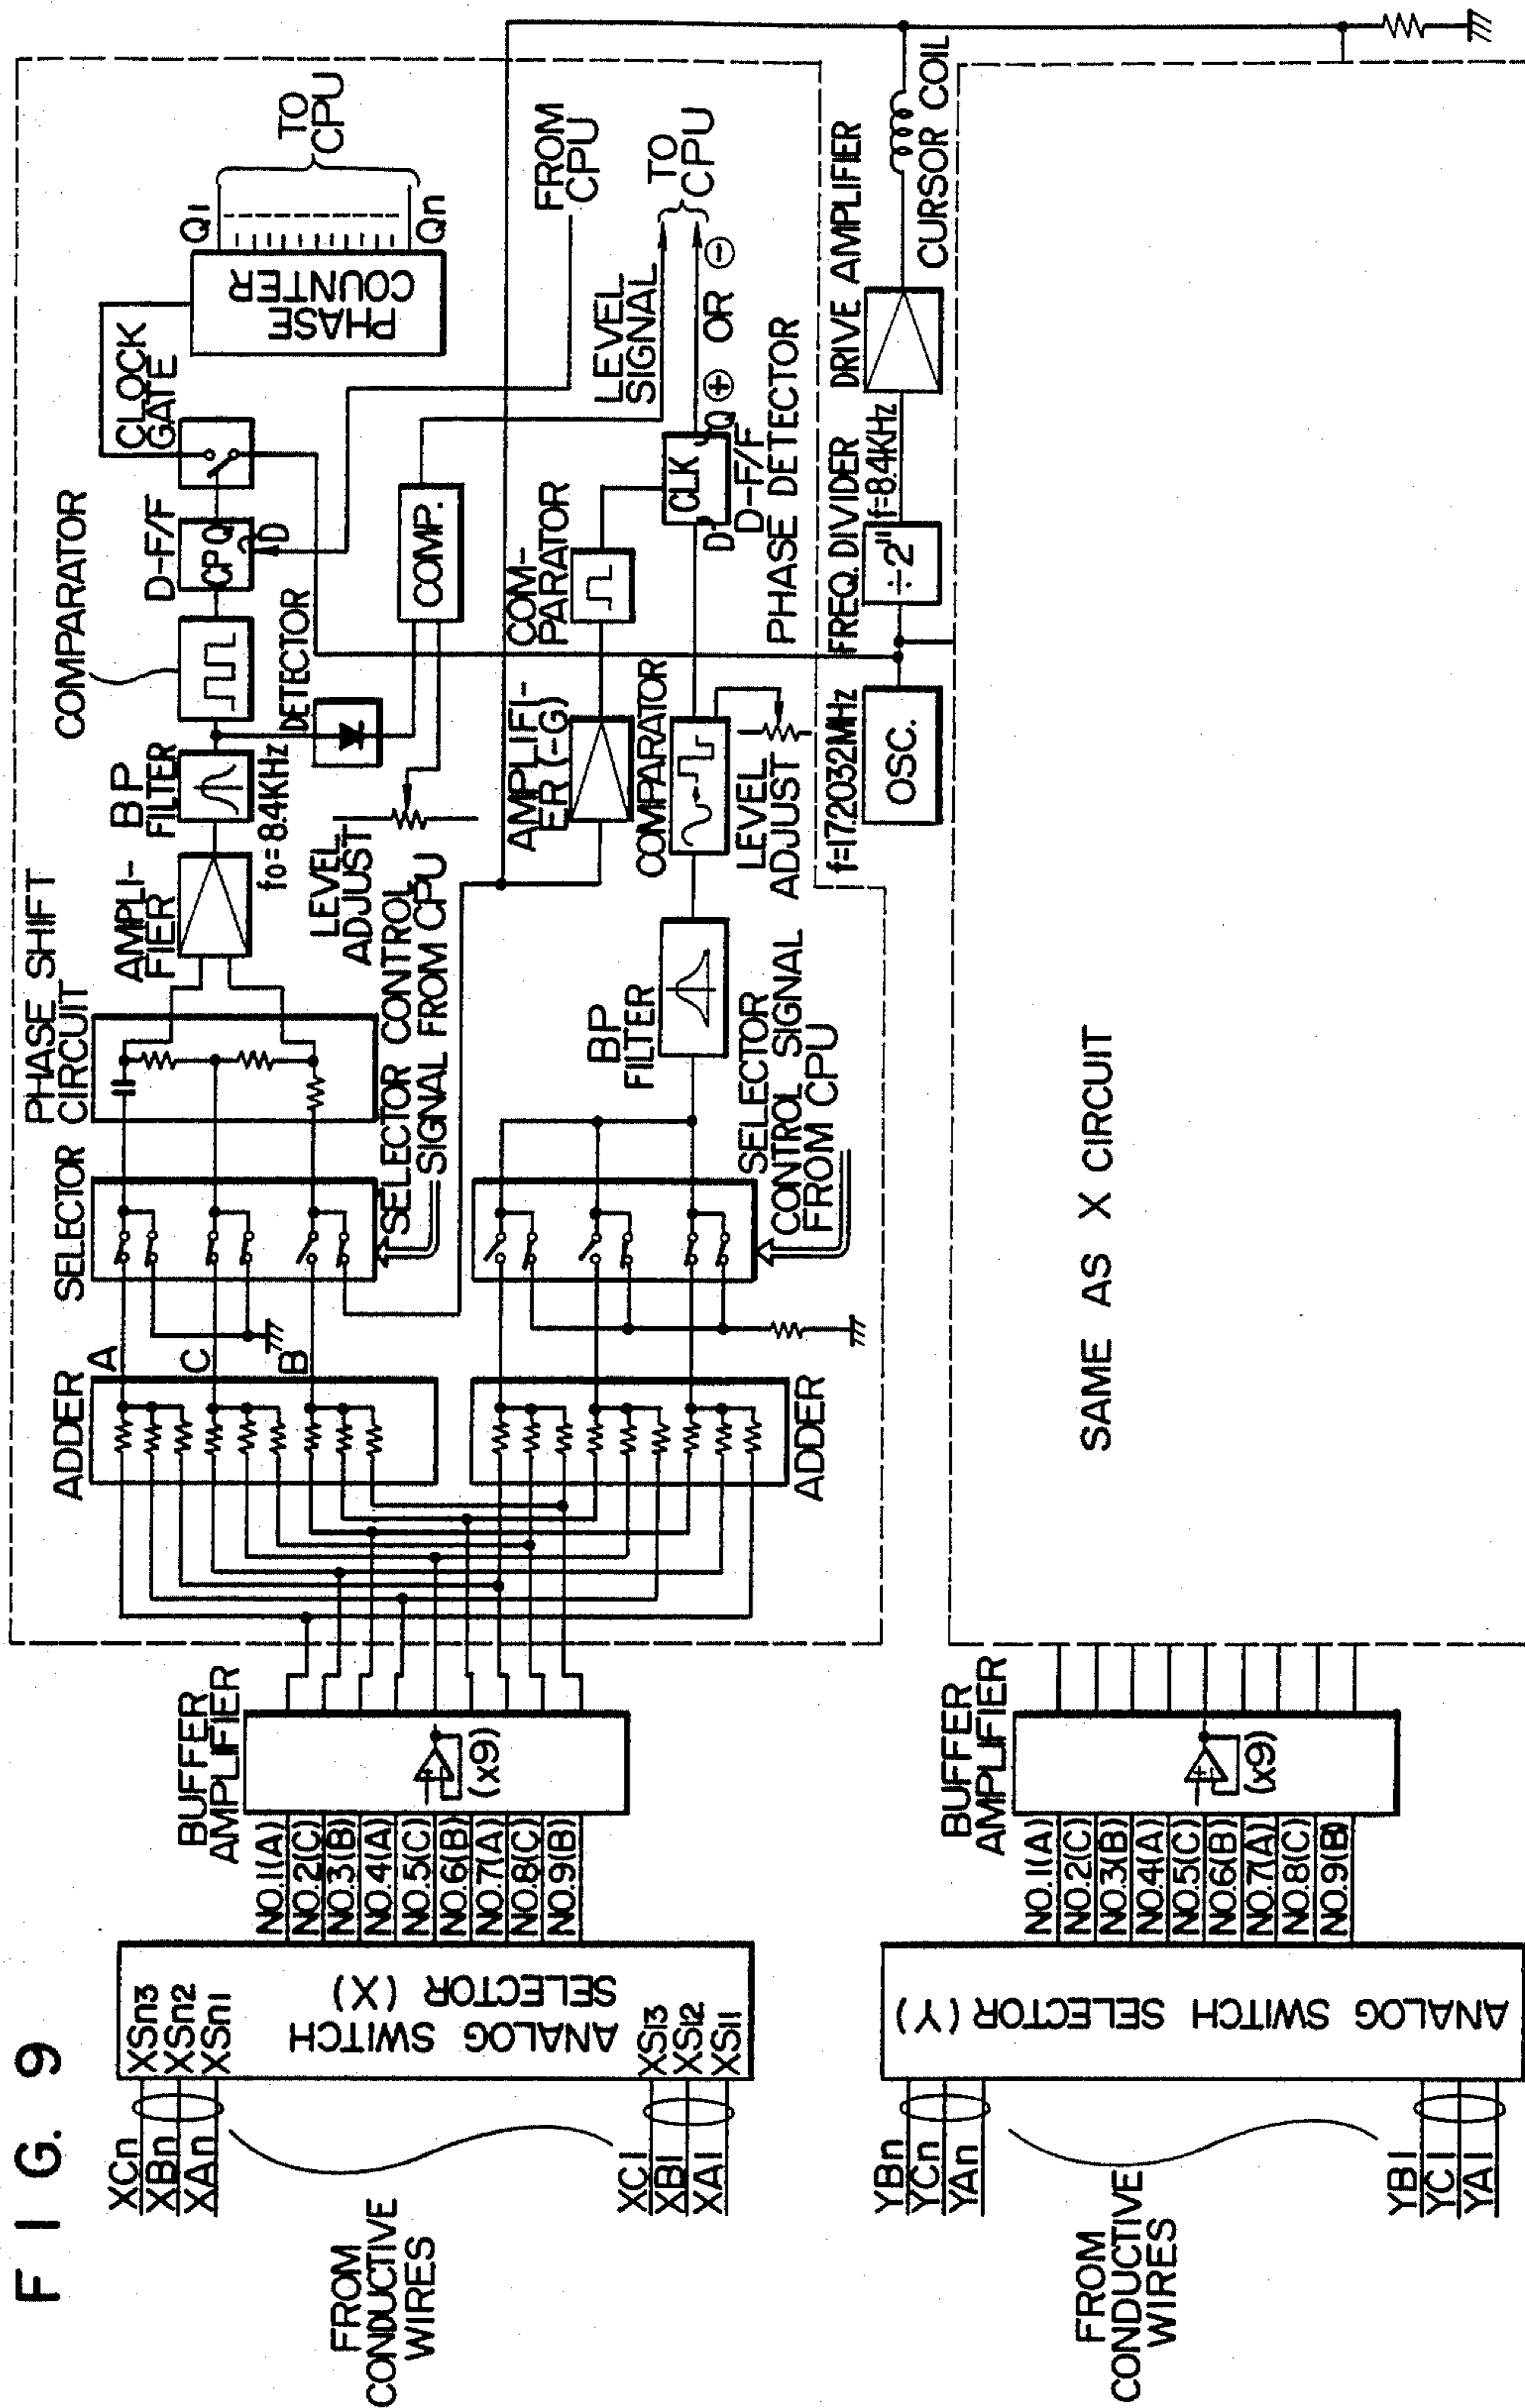 FIG. 9
XCn
XBn
XAn
XSn3
XSn2
XSn1
ANALOG SWITCH
SELECTOR (X)
XC1
XB1
XA1
XS13
XS12
XS11
FROM
CONDUCTIVE
WIRES
NO.1(A)
NO.2(C)
NO.3(B)
NO.4(A)
NO.5(C)
NO.6(B)
NO.7(A)
NO.8(C)
NO.9(B)
BUFFER
AMPLIFIER
(x9)
ADDER
A
C
B
SELECTOR
PHASE SHIFT
CIRCUIT
AMPLI-
FIER
BP
FILTER
fo=8.4KHz
COMPARATOR
D-F/F
CP Q
D
CLOCK
GATE
PHASE
COUNTER
Q1
Qn
TO
CPU
DETECTOR
LEVEL
ADJUST
COMP.
FROM
CPU
SELECTOR CONTROL
SIGNAL FROM CPU
LEVEL
SIGNAL
TO
CPU
AMPLIFI-
ER (-G)
COM-
PARATOR
ADDER
SELECTOR
CONTROL SIGNAL
FROM CPU
BP
FILTER
COMPARATOR
LEVEL
ADJUST
CLK
D
Q
⊕ OR ⊖
D-F/F
PHASE DETECTOR
f=17.2032MHz
OSC.
FREQ. DIVIDER
÷2¹¹
f=8.4KHz
DRIVE AMPLIFIER
CURSOR COIL
YBn
YCn
YAn
ANALOG SWITCH SELECTOR (Y)
YB1
YC1
YA1
FROM
CONDUCTIVE
WIRES
NO.1(A)
NO.2(C)
NO.3(B)
NO.4(A)
NO.5(C)
NO.6(B)
NO.7(A)
NO.8(C)
NO.9(B)
BUFFER
AMPLIFIER
(x9)
SAME AS X CIRCUIT